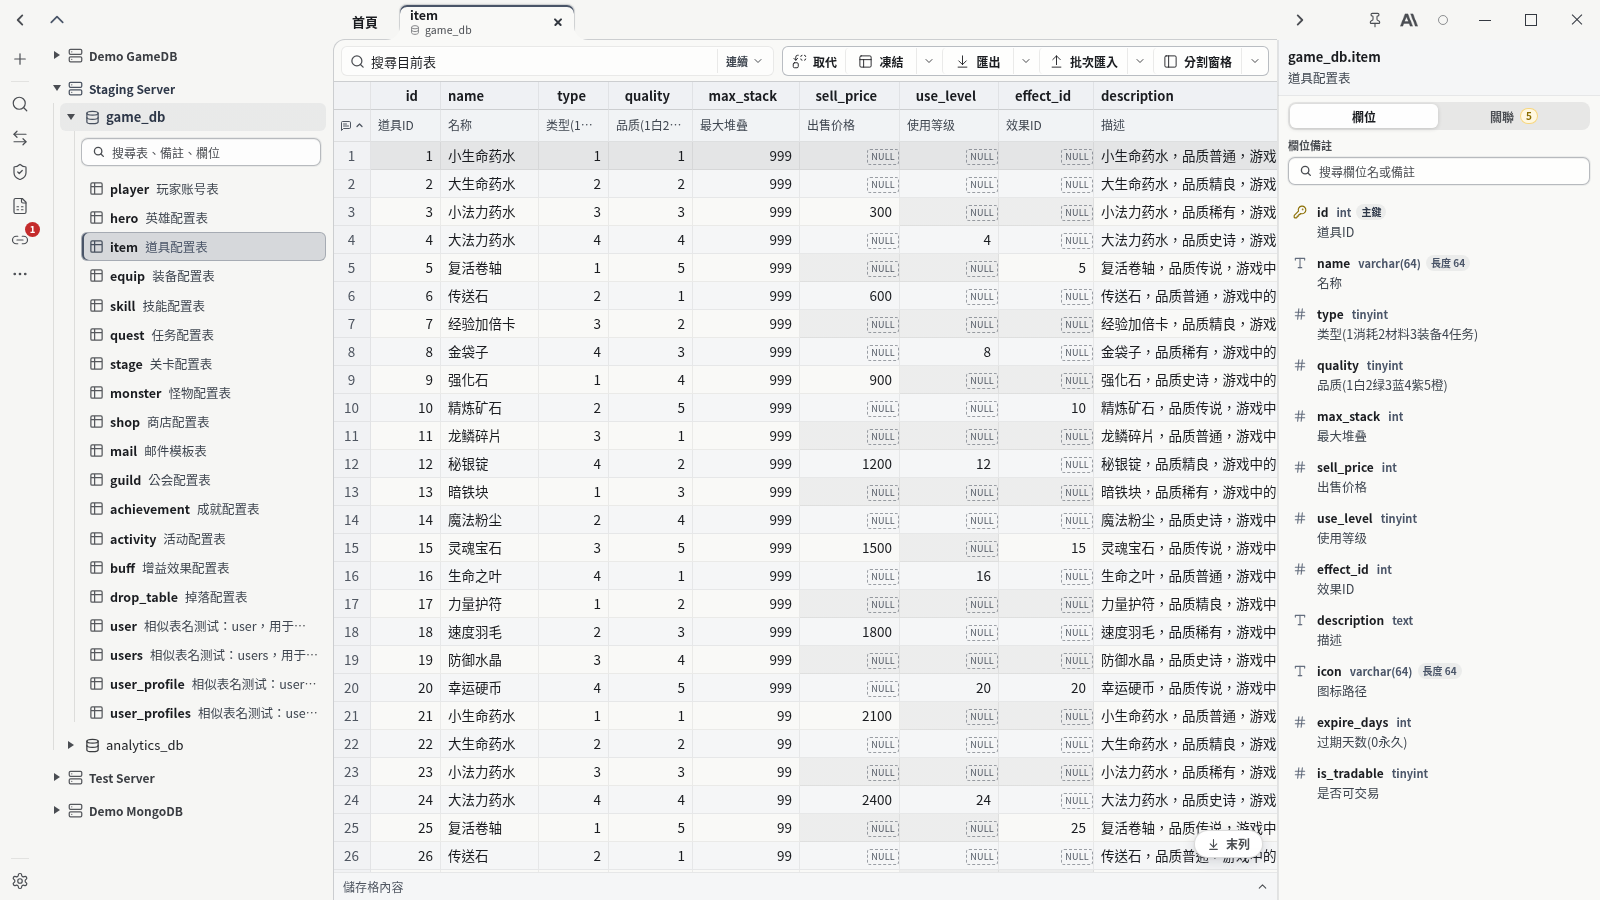 首頁
item
game_db
Demo GameDB
Staging Server
game_db
搜尋表、備註、欄位
player 玩家账号表
hero 英雄配置表
item 道具配置表
equip 装备配置表
skill 技能配置表
quest 任务配置表
stage 关卡配置表
monster 怪物配置表
shop 商店配置表
mail 邮件模板表
guild 公会配置表
achievement 成就配置表
activity 活动配置表
buff 增益效果配置表
drop_table 掉落配置表
user 相似表名测试：user，用于…
users 相似表名测试：users，用于…
user_profile 相似表名测试：user…
user_profiles 相似表名测试：use…
analytics_db
Test Server
Demo MongoDB
1
搜尋目前表 連續 取代 凍結 匯出 批次匯入 分割窗格
id name type quality max_stack sell_price use_level effect_id description
道具ID 名称 类型(1… 品质(1白2… 最大堆叠 出售价格 使用等级 效果ID 描述
1 1 小生命药水 1 1 999 NULL NULL NULL 小生命药水，品质普通，游戏
2 2 大生命药水 2 2 999 NULL NULL NULL 大生命药水，品质精良，游戏
3 3 小法力药水 3 3 999 300 NULL NULL 小法力药水，品质稀有，游戏
4 4 大法力药水 4 4 999 NULL 4 NULL 大法力药水，品质史诗，游戏
5 5 复活卷轴 1 5 999 NULL NULL 5 复活卷轴，品质传说，游戏中
6 6 传送石 2 1 999 600 NULL NULL 传送石，品质普通，游戏中的
7 7 经验加倍卡 3 2 999 NULL NULL NULL 经验加倍卡，品质精良，游戏
8 8 金袋子 4 3 999 NULL 8 NULL 金袋子，品质稀有，游戏中的
9 9 强化石 1 4 999 900 NULL NULL 强化石，品质史诗，游戏中的
10 10 精炼矿石 2 5 999 NULL NULL 10 精炼矿石，品质传说，游戏中
11 11 龙鳞碎片 3 1 999 NULL NULL NULL 龙鳞碎片，品质普通，游戏中
12 12 秘银锭 4 2 999 1200 12 NULL 秘银锭，品质精良，游戏中的
13 13 暗铁块 1 3 999 NULL NULL NULL 暗铁块，品质稀有，游戏中的
14 14 魔法粉尘 2 4 999 NULL NULL NULL 魔法粉尘，品质史诗，游戏中
15 15 灵魂宝石 3 5 999 1500 NULL 15 灵魂宝石，品质传说，游戏中
16 16 生命之叶 4 1 999 NULL 16 NULL 生命之叶，品质普通，游戏中
17 17 力量护符 1 2 999 NULL NULL NULL 力量护符，品质精良，游戏中
18 18 速度羽毛 2 3 999 1800 NULL NULL 速度羽毛，品质稀有，游戏中
19 19 防御水晶 3 4 999 NULL NULL NULL 防御水晶，品质史诗，游戏中
20 20 幸运硬币 4 5 999 NULL 20 20 幸运硬币，品质传说，游戏中
21 21 小生命药水 1 1 99 2100 NULL NULL 小生命药水，品质普通，游戏
22 22 大生命药水 2 2 99 NULL NULL NULL 大生命药水，品质精良，游戏
23 23 小法力药水 3 3 99 NULL NULL NULL 小法力药水，品质稀有，游戏
24 24 大法力药水 4 4 99 2400 24 NULL 大法力药水，品质史诗，游戏
25 25 复活卷轴 1 5 99 NULL NULL 25 复活卷轴，品质传说，游戏中
26 26 传送石 2 1 99 NULL NULL NULL 传送石，品质普通，游戏中的
末列
儲存格內容
game_db.item
道具配置表
欄位 關聯 5
欄位備註
搜尋欄位名或備註
id int 主鍵
道具ID
name varchar(64) 長度 64
名称
type tinyint
类型(1消耗2材料3装备4任务)
quality tinyint
品质(1白2绿3蓝4紫5橙)
max_stack int
最大堆叠
sell_price int
出售价格
use_level tinyint
使用等级
effect_id int
效果ID
description text
描述
icon varchar(64) 長度 64
图标路径
expire_days int
过期天数(0永久)
is_tradable tinyint
是否可交易